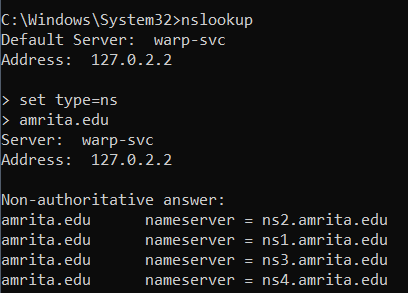 C:\Windows\System32>nslookup
Default Server:  warp-svc
Address:  127.0.2.2

> set type=ns
> amrita.edu
Server:  warp-svc
Address:  127.0.2.2

Non-authoritative answer:
amrita.edu      nameserver = ns2.amrita.edu
amrita.edu      nameserver = ns1.amrita.edu
amrita.edu      nameserver = ns3.amrita.edu
amrita.edu      nameserver = ns4.amrita.edu